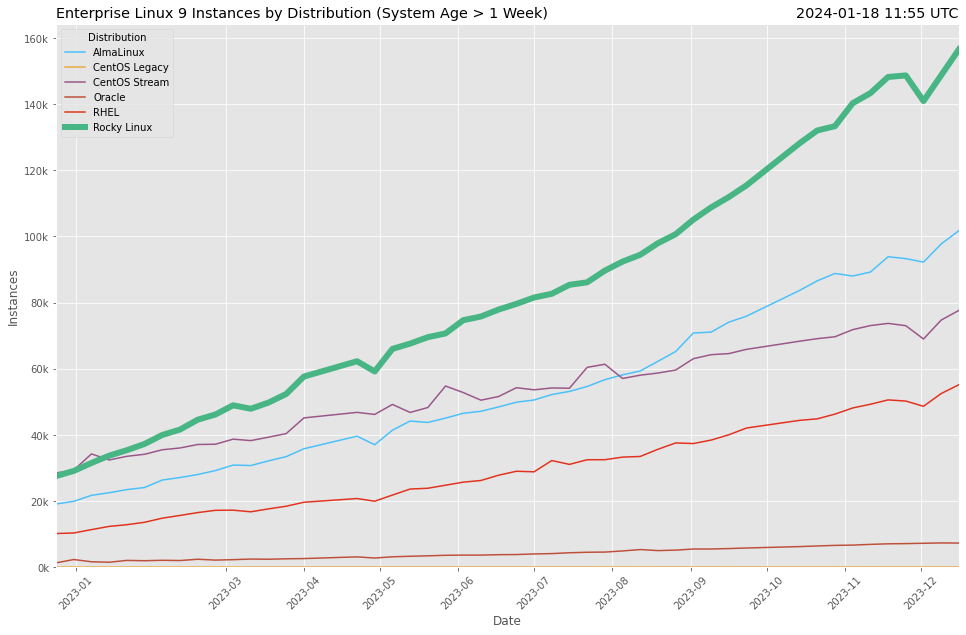 Enterprise Linux 9 Instances by Distribution (System Age > 1 Week)
2024-01-18 11:55 UTC
Distribution
AlmaLinux
CentOS Legacy
CentOS Stream
Oracle
RHEL
Rocky Linux
160k
140k
120k
100k
80k
60k
40k
20k
0k
Instances
2023-01
2023-03
2023-04
2023-05
2023-06
2023-07
2023-08
2023-09
2023-10
2023-11
2023-12
Date